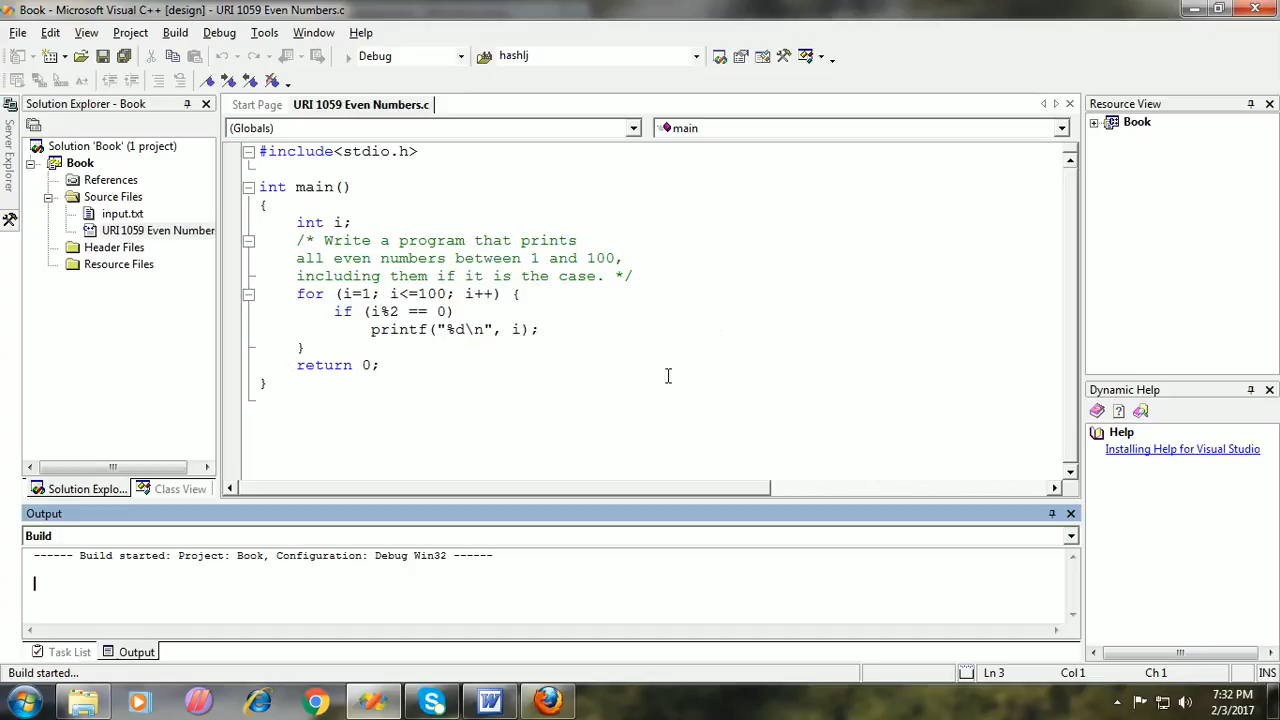 Book - Microsoft Visual C++ [design] - URI 1059 Even Numbers.c
File Edit View Project Build Debug Tools Window Help
Debug hashlj
Solution Explorer - Book
Start Page URI 1059 Even Numbers.c
Resource View
(Globals) main
Book
Server Explorer
Solution 'Book' (1 project)
Book
References
Source Files
input.txt
URI 1059 Even Number
Header Files
Resource Files
#include<stdio.h>
int main()
{
int i;
/* Write a program that prints
all even numbers between 1 and 100,
including them if it is the case. */
for (i=1; i<=100; i++) {
if (i%2 == 0)
printf("%d\n", i);
}
return 0;
}
Dynamic Help
Help
Installing Help for Visual Studio
Solution Explo... Class View
Output
Build
------ Build started: Project: Book, Configuration: Debug Win32 ------
Task List Output
Build started... Ln 3 Col 1 Ch 1 INS
7:32 PM
2/3/2017